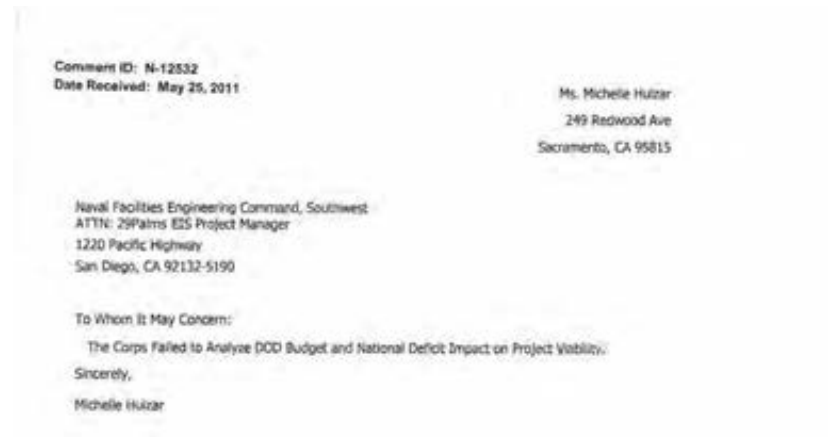 Comment ID: N-12532
Date Received: May 25, 2011
Ms. Michelle Huizar
249 Redwood Ave
Sacramento, CA 95815
Naval Facilities Engineering Command, Southwest
ATTN: 29Palms EIS Project Manager
1220 Pacific Highway
San Diego, CA 92132-5190
To Whom It May Concern:
The Corps Failed to Analyze DOD Budget and National Deficit Impact on Project Viability.
Sincerely,
Michelle Huizar